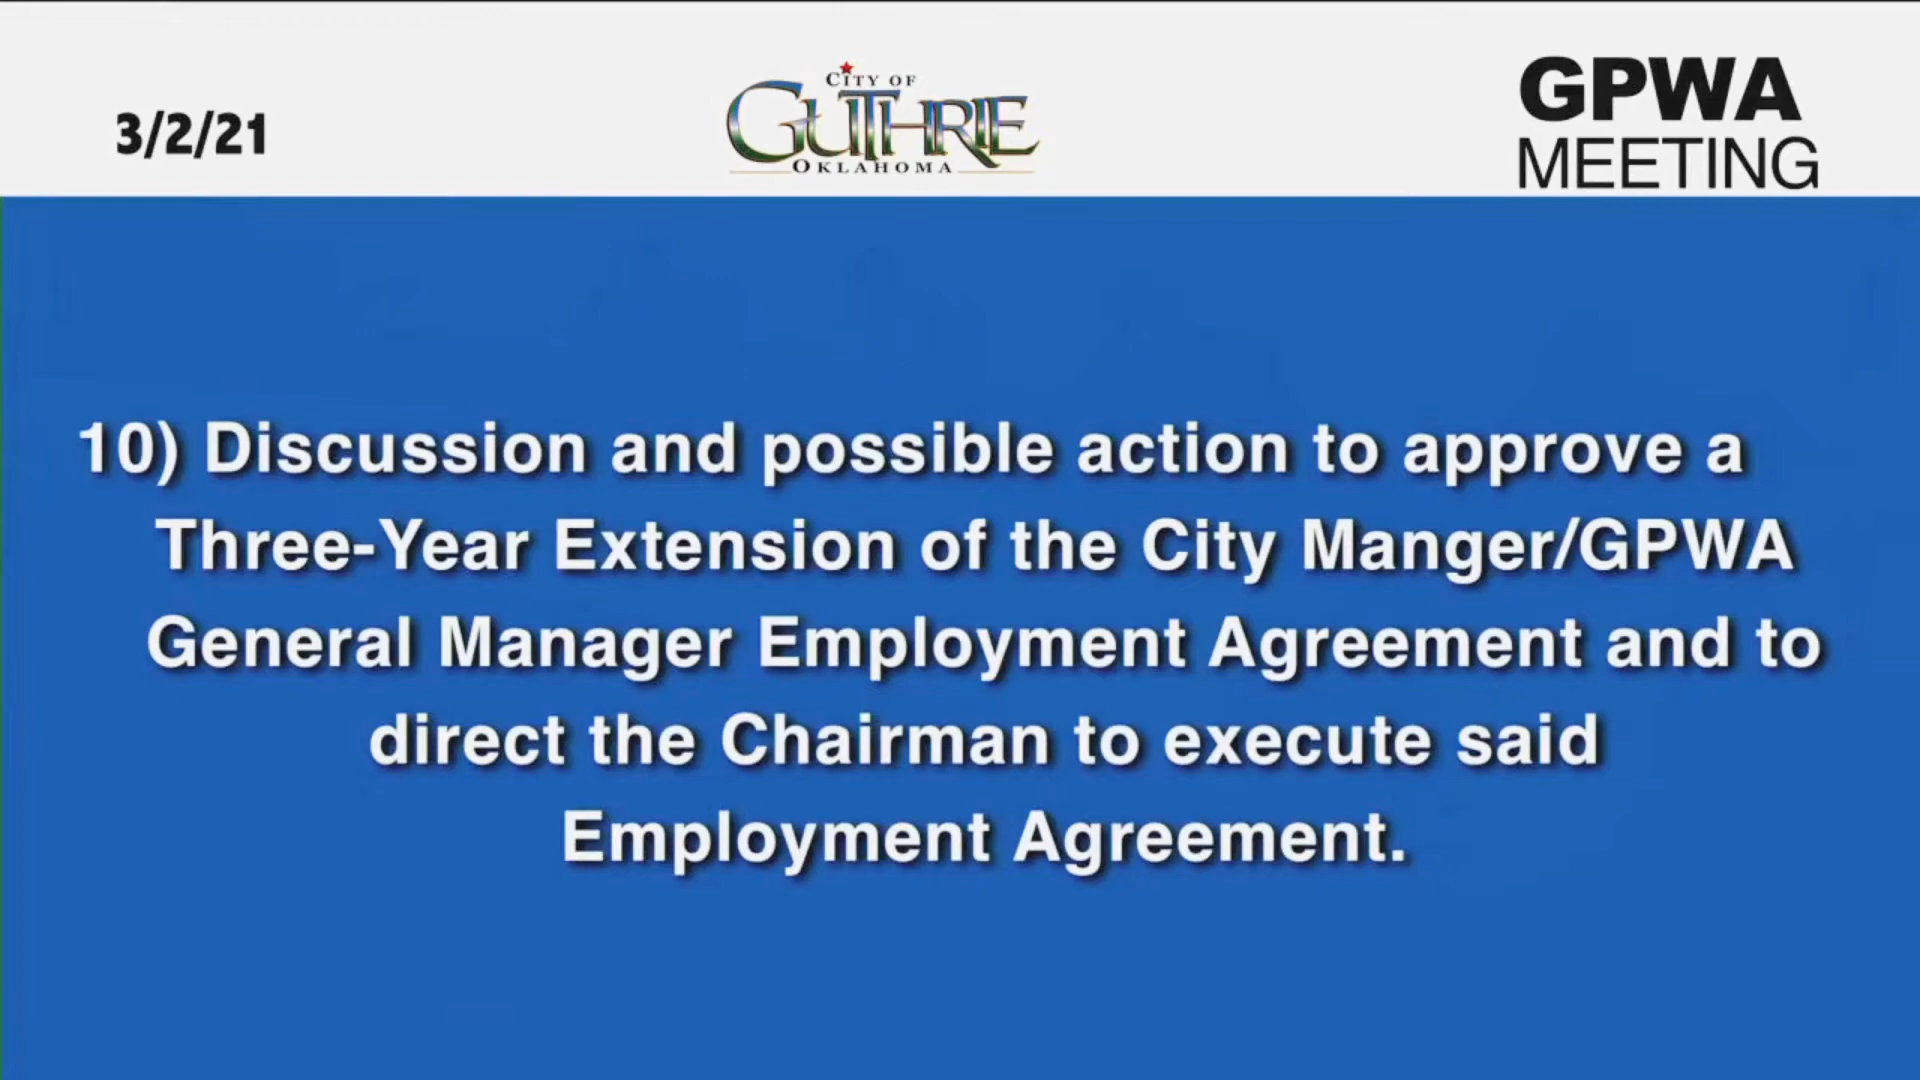 3/2/21
CITY OF
GUTHRIE
OKLAHOMA
GPWA
MEETING
10) Discussion and possible action to approve a
Three-Year Extension of the City Manger/GPWA
General Manager Employment Agreement and to
direct the Chairman to execute said
Employment Agreement.